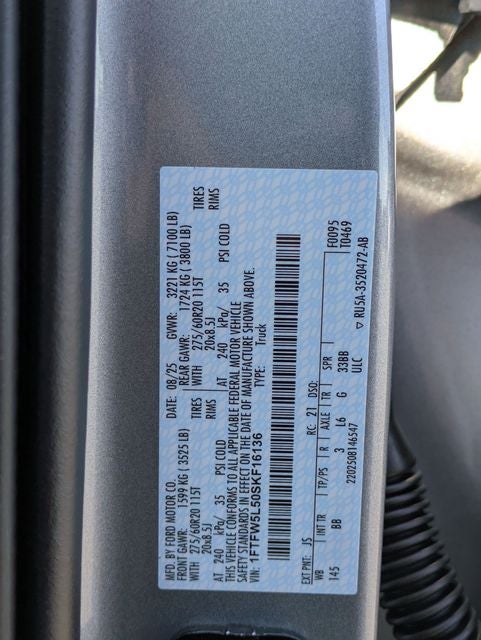 MFD. BY FORD MOTOR CO.
DATE: 08/25 GVWR: 3221 KG ( 7100 LB)
FRONT GAWR: 1599 KG ( 3525 LB) REAR GAWR: 1724 KG ( 3800 LB)
WITH 275/60R20 115T TIRES WITH 275/60R20 115T TIRES
20x8.5J RIMS 20x8.5J RIMS
AT 240 kPa/ 35 PSI COLD AT 240 kPa/ 35 PSI COLD
THIS VEHICLE CONFORMS TO ALL APPLICABLE FEDERAL MOTOR VEHICLE
SAFETY STANDARDS IN EFFECT ON THE DATE OF MANUFACTURE SHOWN ABOVE.
VIN: 1FTFW5L50SKF16136 TYPE: Truck
EXT PNT: JS RC: 21 DSO: F0095
WB INT TR TP/PS R AXLE TR SPR T0469
145 BB 3 L6 G 33BB
2202508146547 ULC ▽ RU5A-3520472-AB